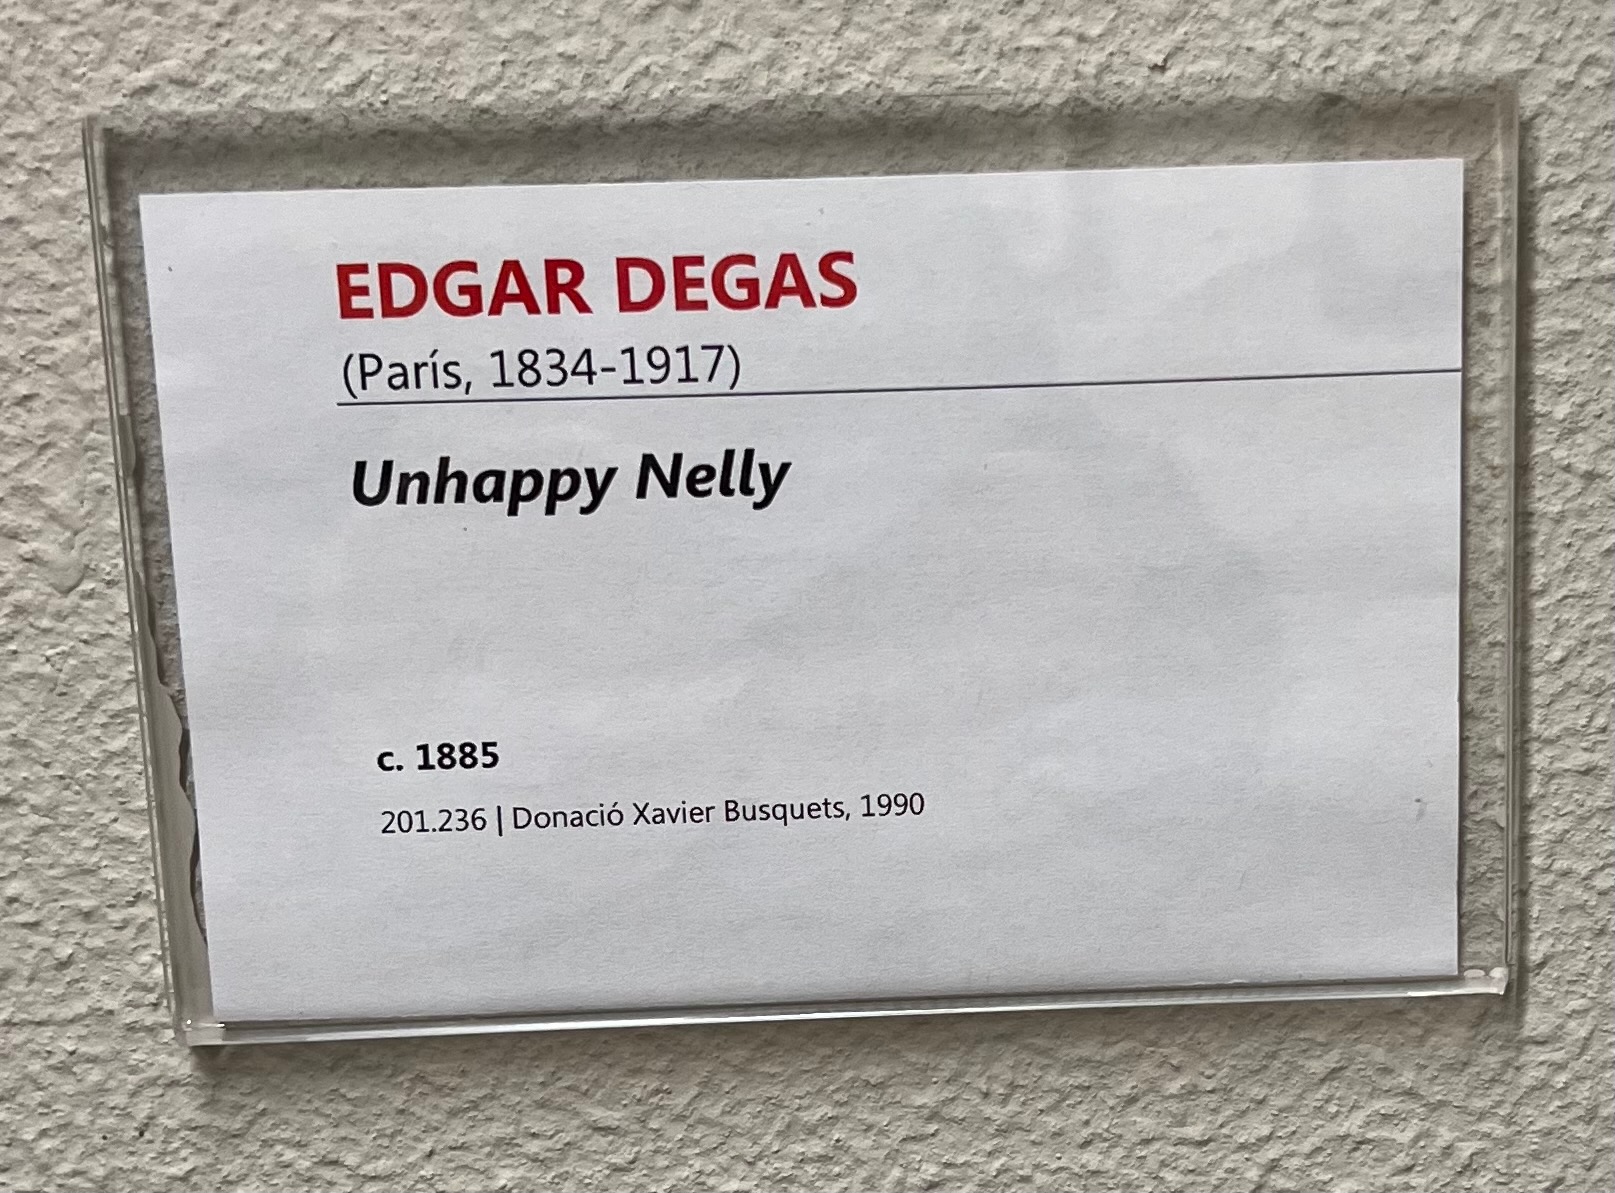 EDGAR DEGAS
(París, 1834-1917)
Unhappy Nelly
c. 1885
201.236 | Donació Xavier Busquets, 1990